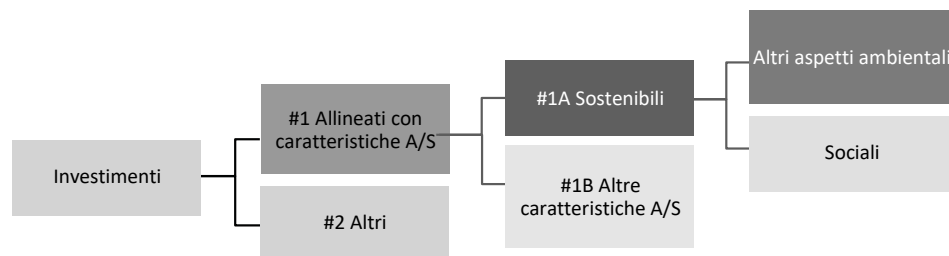 Investimenti
#1 Allineati con
caratteristiche A/S
#2 Altri
#1A Sostenibili
#1B Altre
caratteristiche A/S
Altri aspetti ambientali
Sociali